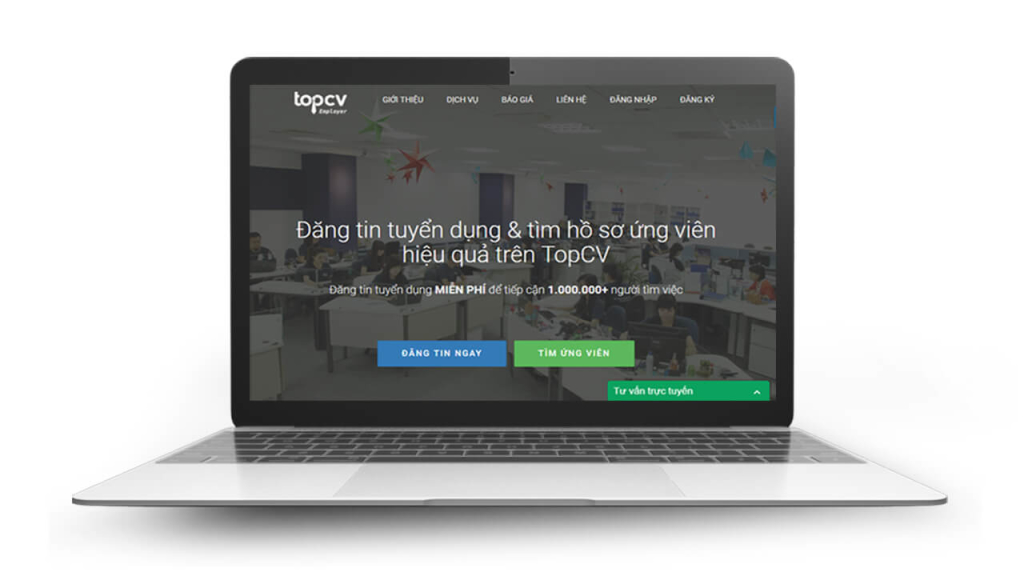 topcv
Employer
GIỚI THIỆU DỊCH VỤ BÁO GIÁ LIÊN HỆ ĐĂNG NHẬP ĐĂNG KÝ
Đăng tin tuyển dụng & tìm hồ sơ ứng viên
hiệu quả trên TopCV
Đăng tin tuyển dụng MIỄN PHÍ để tiếp cận 1.000.000+ người tìm việc
ĐĂNG TIN NGAY TÌM ỨNG VIÊN
Tư vấn trực tuyến